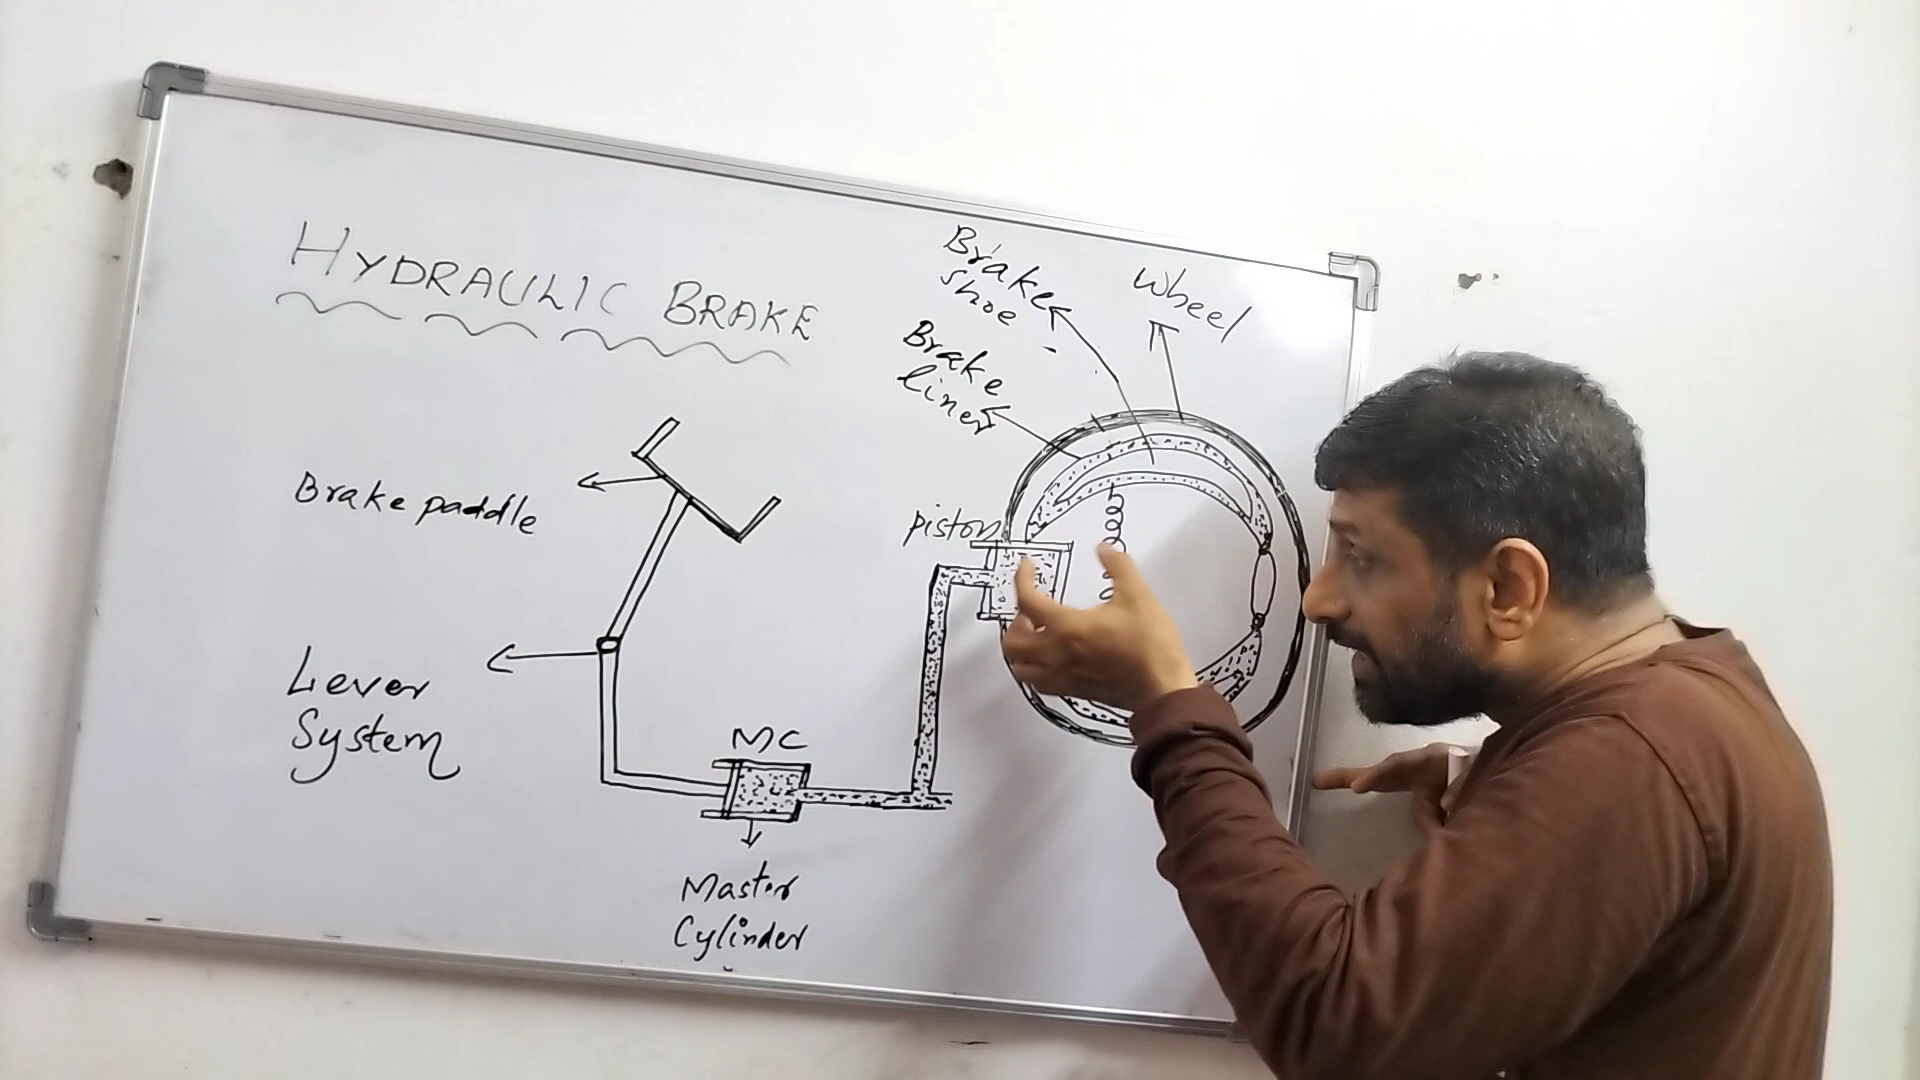 HYDRAULIC BRAKE
Brake
shoe
Wheel
Brake
liner
Brake paddle
piston
Lever
System
MC
Master
Cylinder